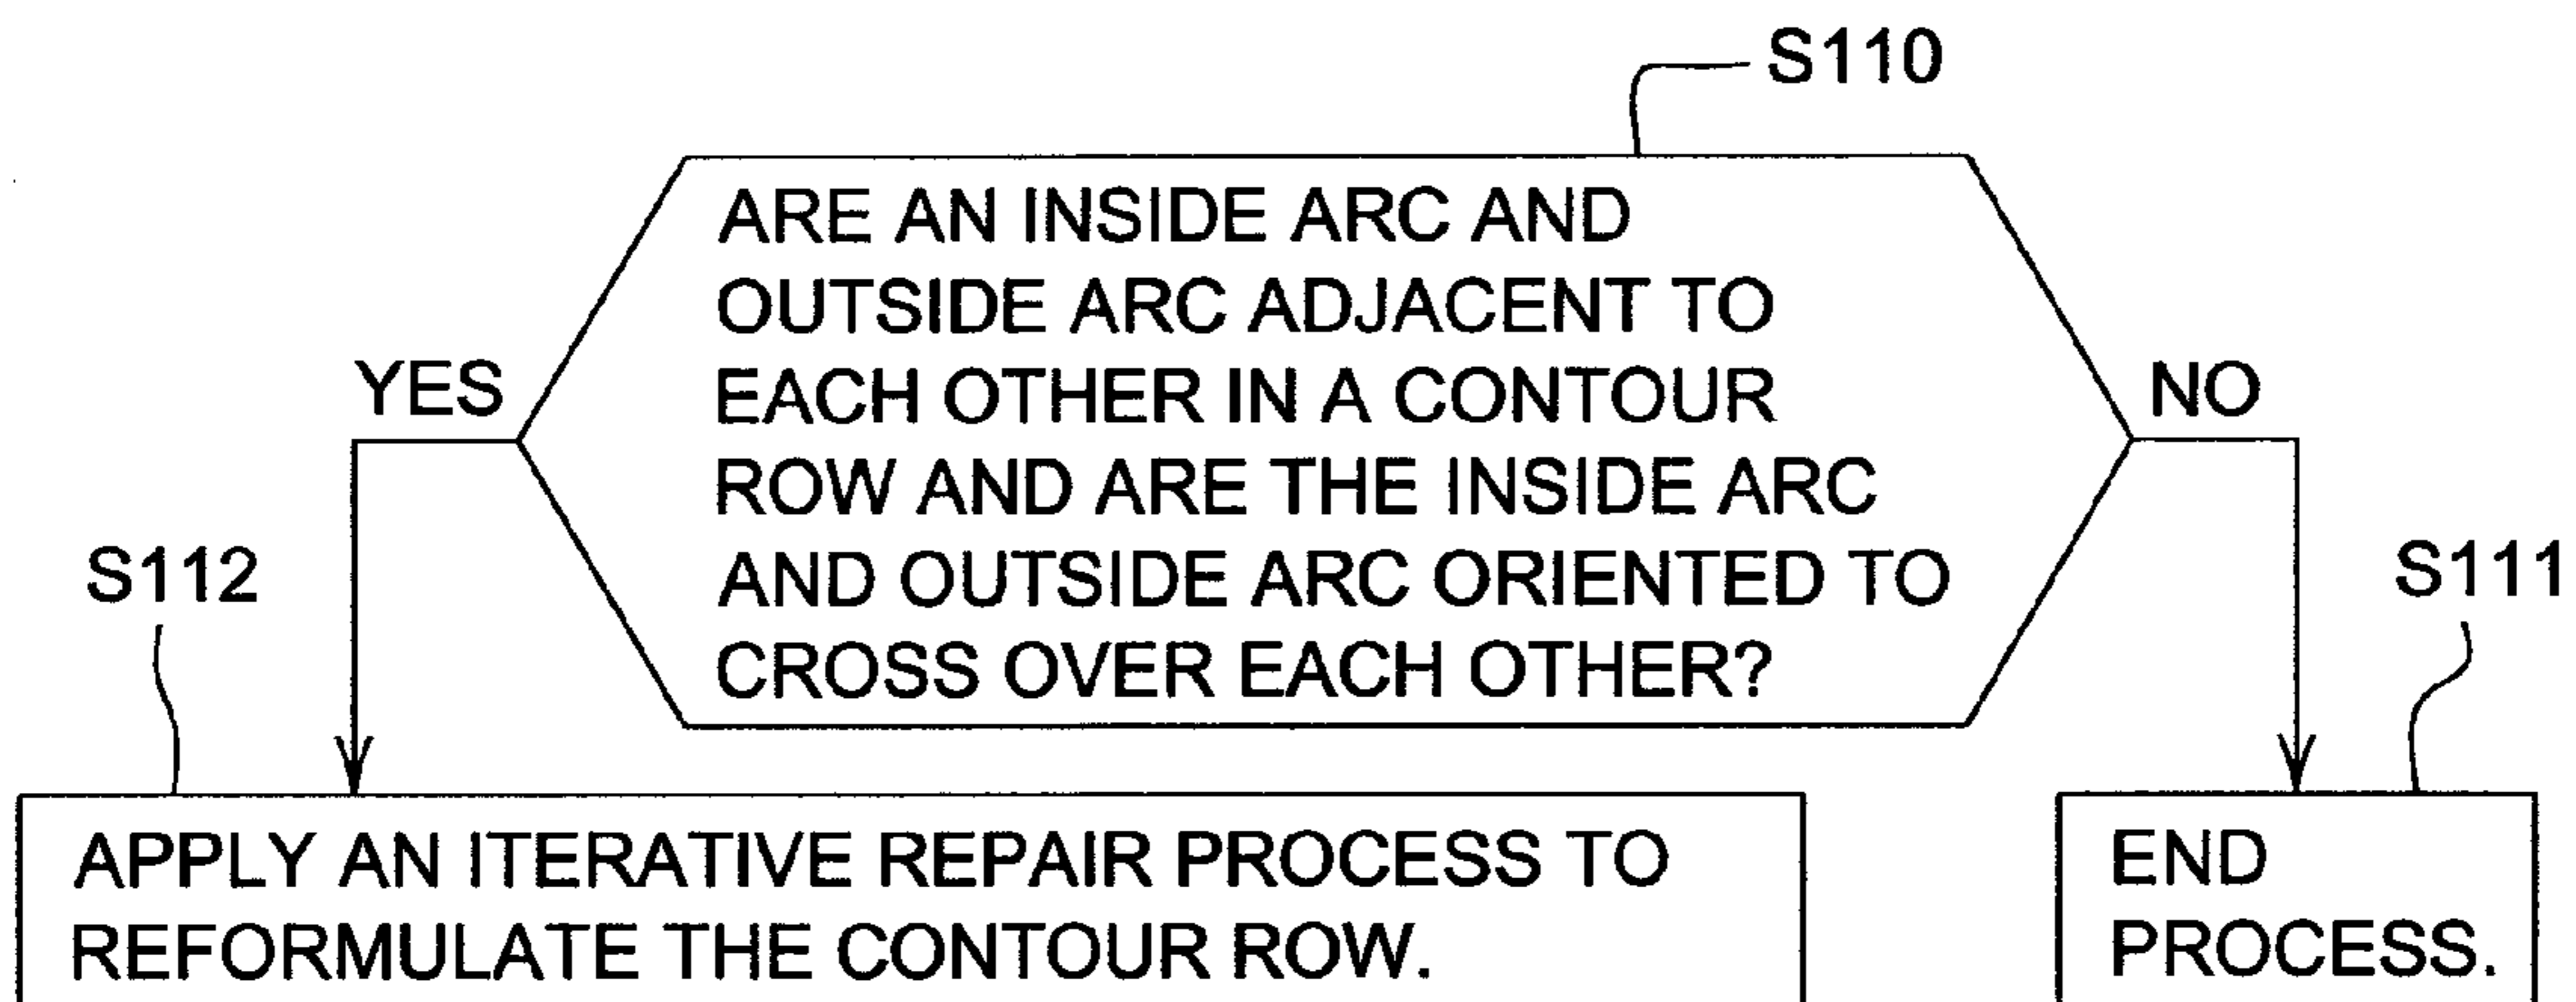 S110
ARE AN INSIDE ARC AND
OUTSIDE ARC ADJACENT TO
EACH OTHER IN A CONTOUR
ROW AND ARE THE INSIDE ARC
AND OUTSIDE ARC ORIENTED TO
CROSS OVER EACH OTHER?
YES
NO
S112
S111
APPLY AN ITERATIVE REPAIR PROCESS TO
REFORMULATE THE CONTOUR ROW.
END
PROCESS.